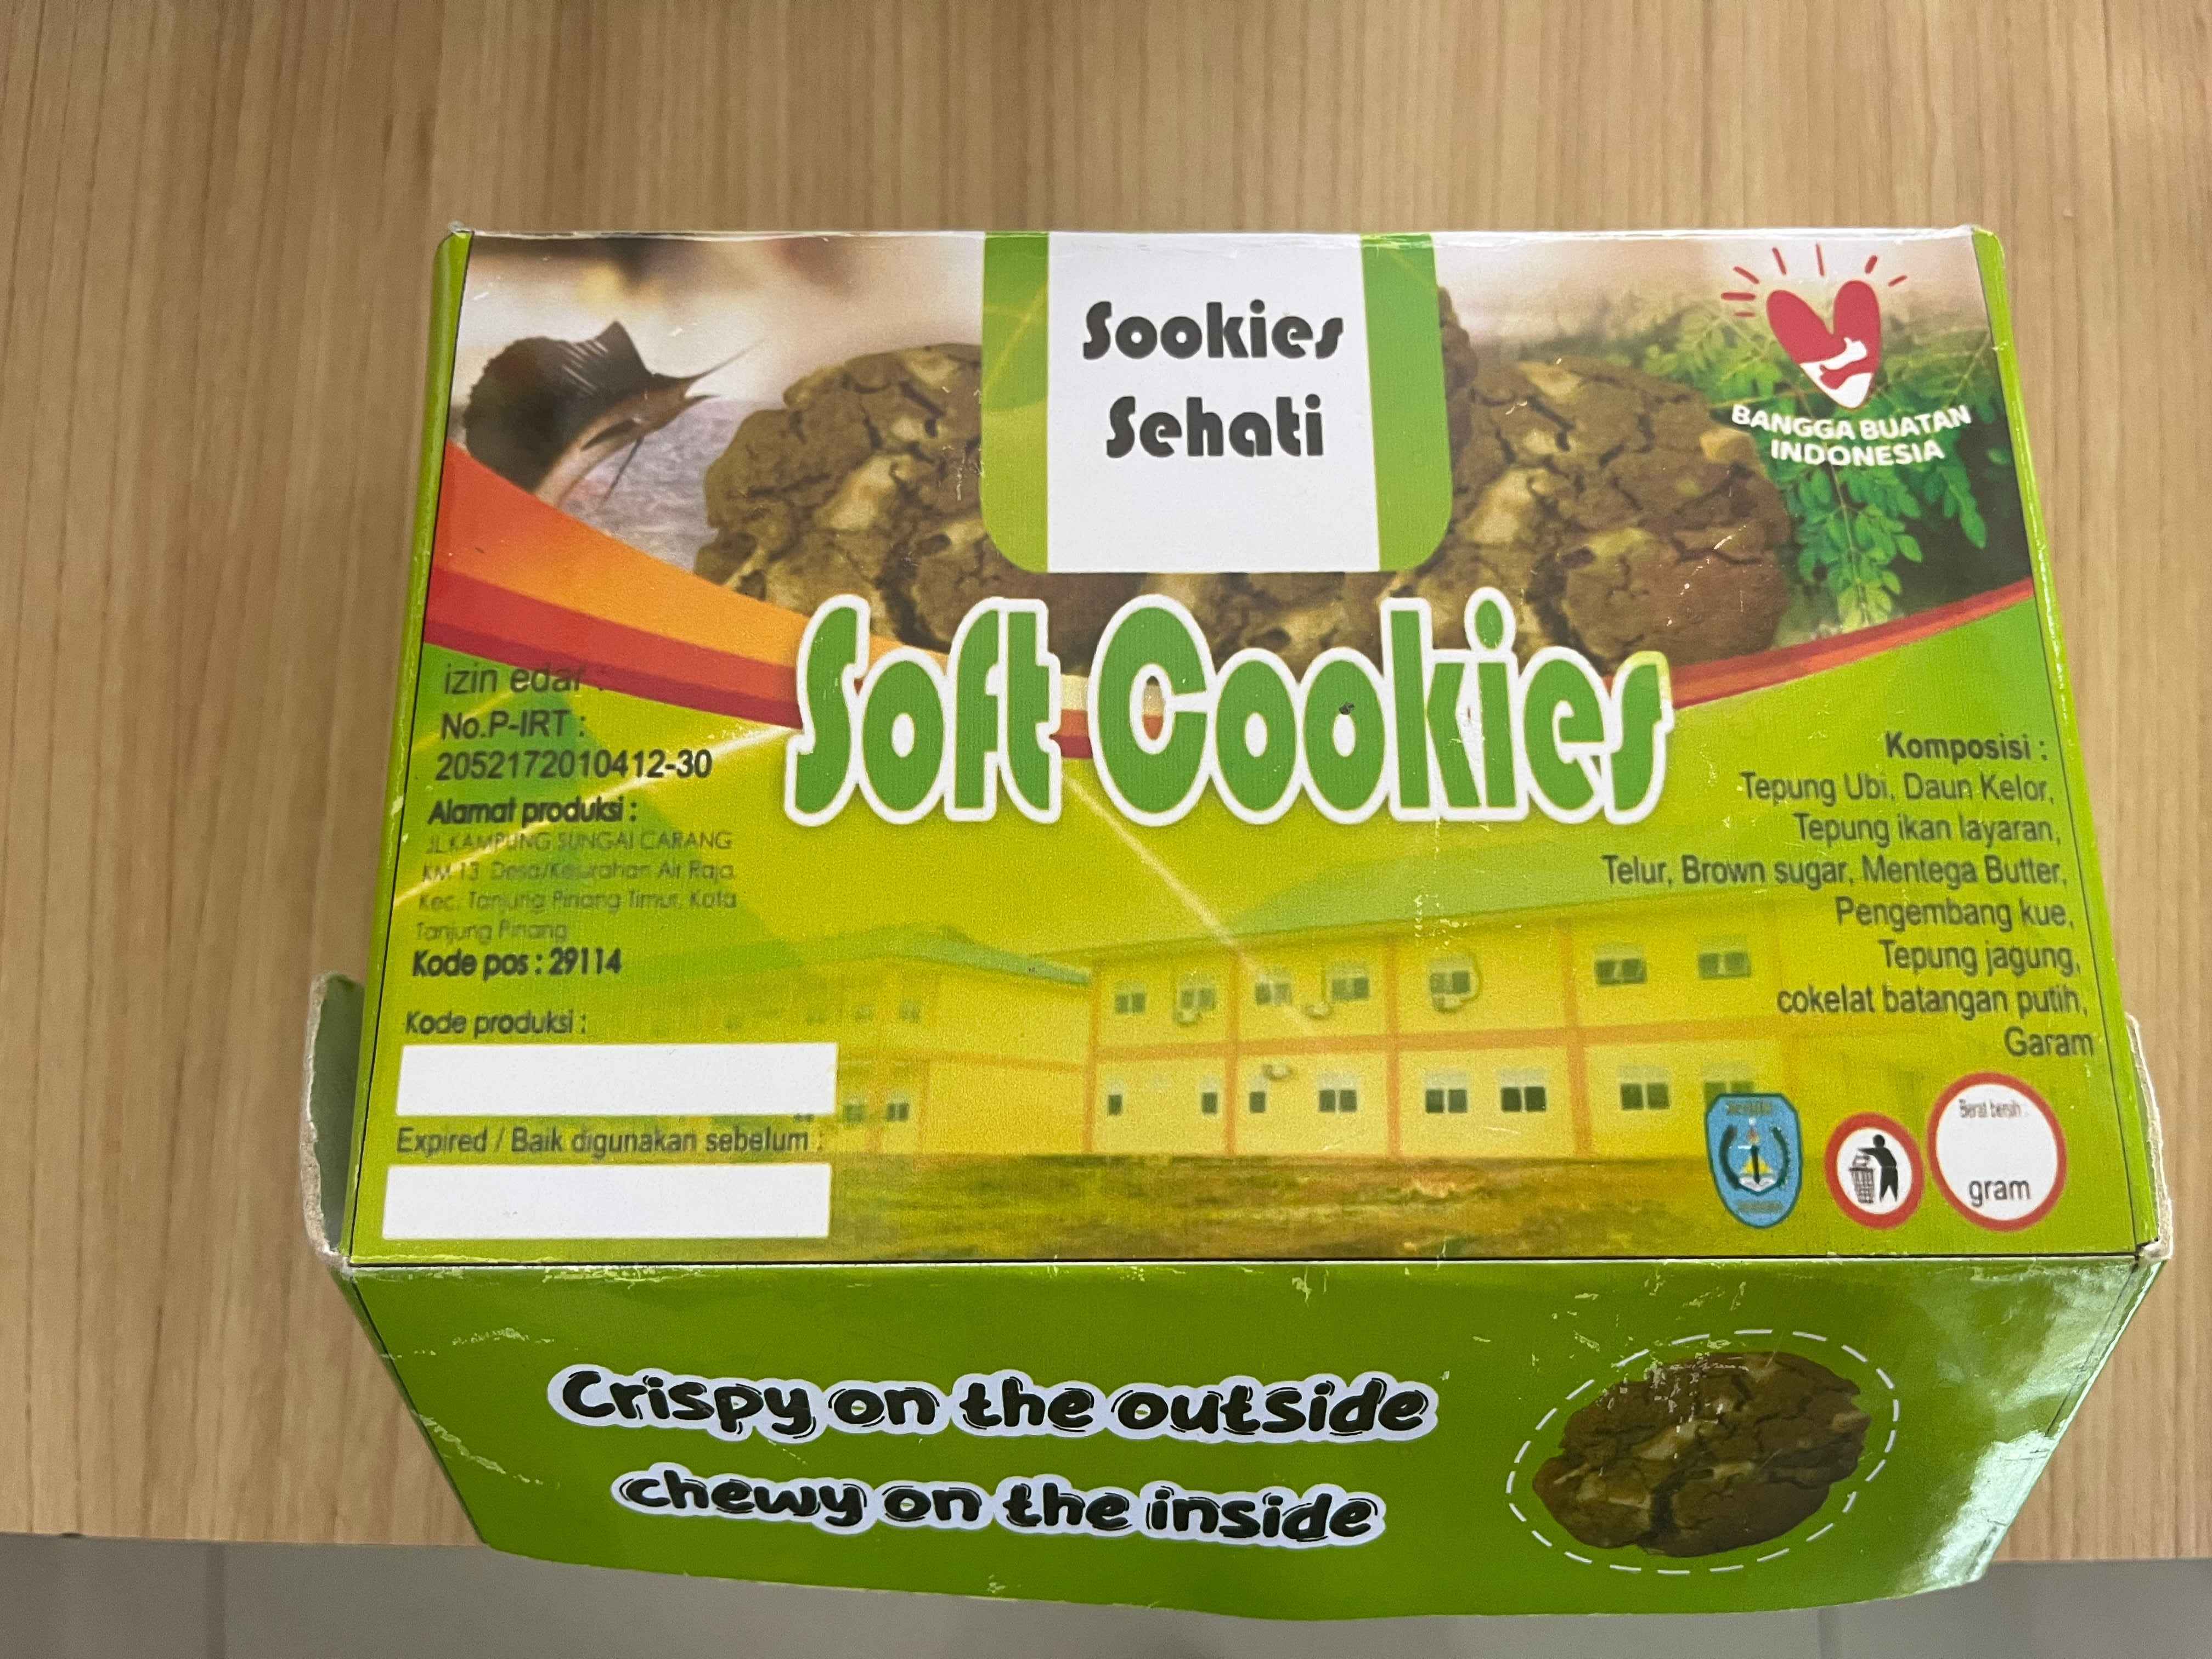 Sookies
Sehati
BANGGA BUATAN
INDONESIA
Soft Cookies
izin edar :
No.P-IRT :
2052172010412-30
Alamat produksi :
JL.KAMPUNG SUNGAI CARANG
KM 13 Desa/Kelurahan Air Raja
Kec. Tanjung Pinang Timur, Kota
Tanjung Pinang
Kode pos : 29114
Kode produksi :
Expired / Baik digunakan sebelum :
Komposisi :
Tepung Ubi, Daun Kelor,
Tepung ikan layaran,
Telur, Brown sugar, Mentega Butter,
Pengembang kue,
Tepung jagung,
cokelat batangan putih,
Garam
Berat bersih :
gram
Crispy on the outside
chewy on the inside